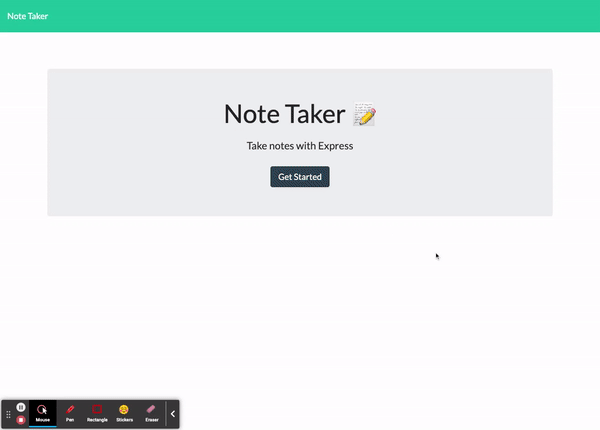 Note Taker
Note Taker
Take notes with Express
Get Started
Mouse Pen Rectangle Stickers Eraser